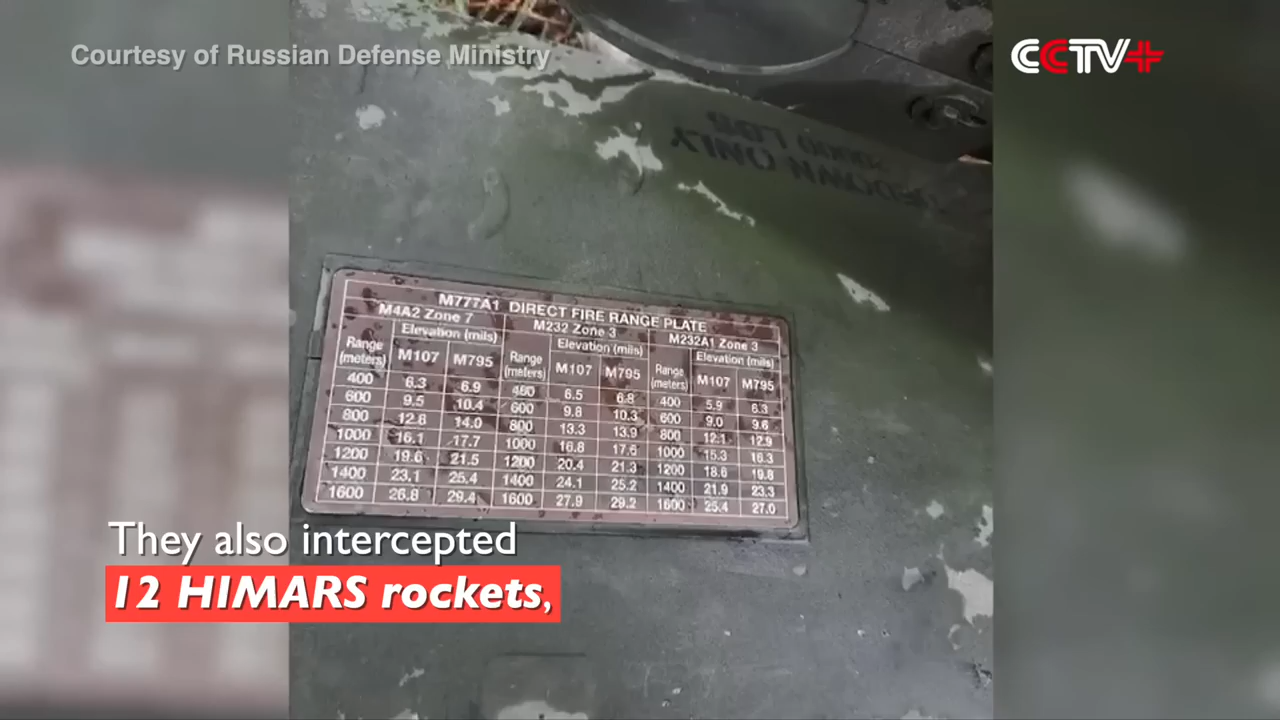 Courtesy of Russian Defense Ministry
CCTV+
M777A1 DIRECT FIRE RANGE PLATE
M4A2 Zone 7 M232 Zone 3 M232A1 Zone 3
Range (meters) Elevation (mils) Range (meters) Elevation (mils) Range (meters) Elevation (mils)
M107 M795 M107 M795 M107 M795
400 6.3 6.9 400 6.5 6.8 400 5.9 6.3
600 9.5 10.4 600 9.8 10.3 600 9.0 9.6
800 12.8 14.0 800 13.3 13.9 800 12.1 12.9
1000 16.1 17.7 1000 16.8 17.6 1000 15.3 16.3
1200 19.6 21.5 1200 20.4 21.3 1200 18.6 19.8
1400 23.1 25.4 1400 24.1 25.2 1400 21.9 23.3
1600 26.8 29.4 1600 27.9 29.2 1600 25.4 27.0
ONLY
They also intercepted
12 HIMARS rockets,